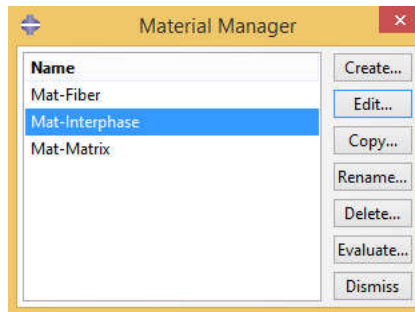 Material Manager
Name
Mat-Fiber
Mat-Interphase
Mat-Matrix
Create...
Edit...
Copy...
Rename...
Delete...
Evaluate...
Dismiss